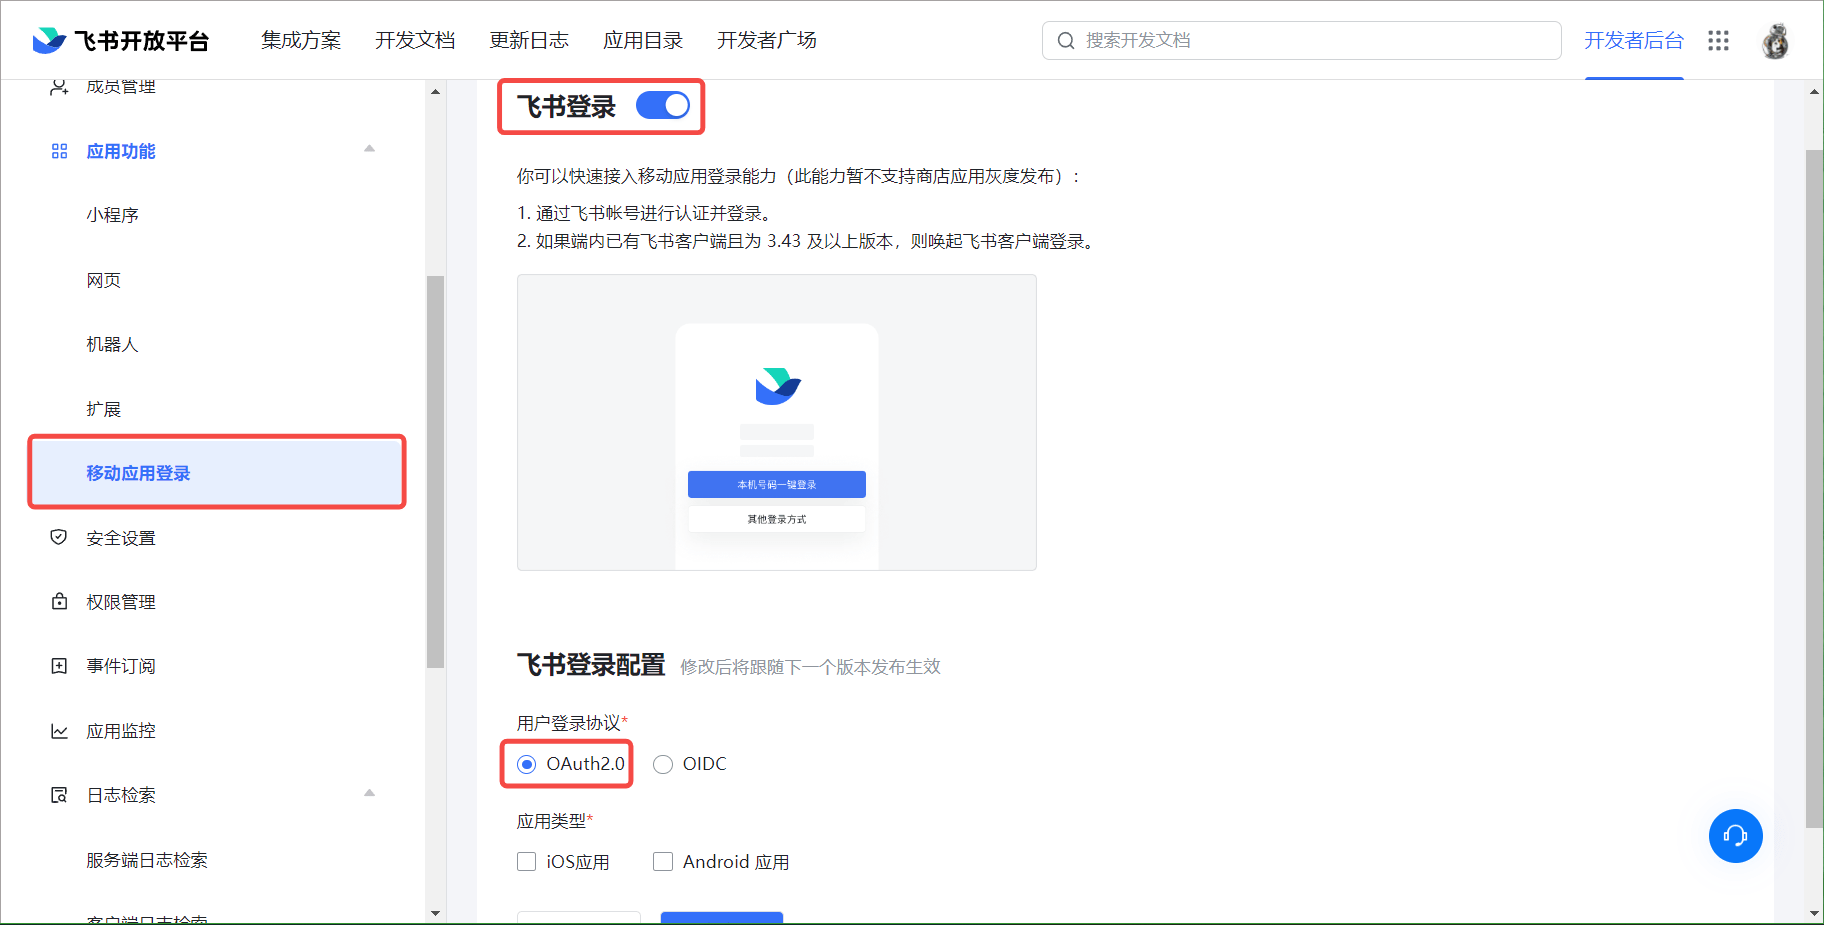 飞书开放平台 集成方案 开发文档 更新日志 应用目录 开发者广场 搜索开发文档 开发者后台
成员管理
应用功能
小程序
网页
机器人
扩展
移动应用登录
安全设置
权限管理
事件订阅
应用监控
日志检索
服务端日志检索
客户端日志检索
飞书登录
你可以快速接入移动应用登录能力（此能力暂不支持商店应用灰度发布）：
1. 通过飞书帐号进行认证并登录。
2. 如果端内已有飞书客户端且为 3.43 及以上版本，则唤起飞书客户端登录。
本机号码一键登录
其他登录方式
飞书登录配置 修改后将跟随下一个版本发布生效
用户登录协议*
OAuth2.0 OIDC
应用类型*
iOS应用 Android 应用